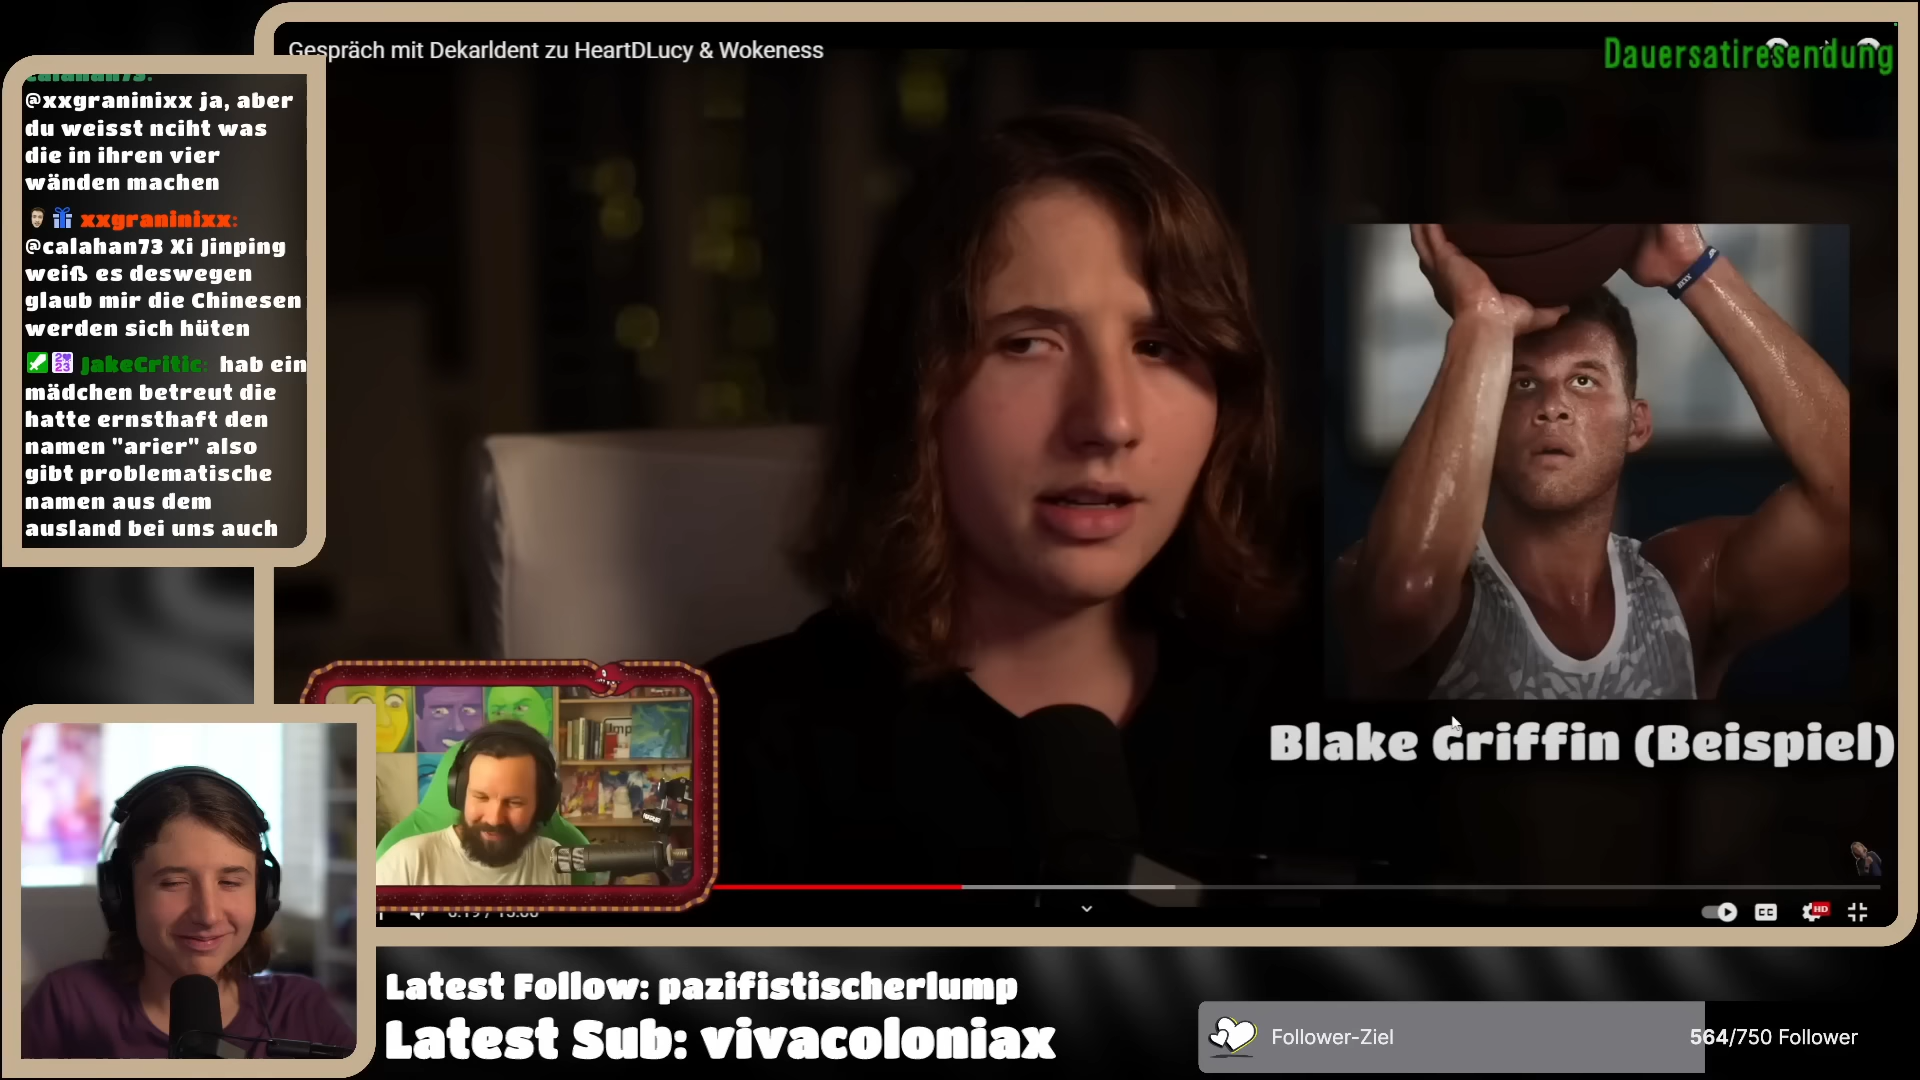 Gespräch mit Dekarldent zu HeartDLucy & Wokeness
Dauersatiresendung
calahan73:
@xxgraninixx ja, aber
du weisst nciht was
die in ihren vier
wänden machen
xxgraninixx:
@calahan73 Xi Jinping
weiß es deswegen
glaub mir die Chinesen
werden sich hüten
JakeCritic: hab ein
mädchen betreut die
hatte ernsthaft den
namen "arier" also
gibt problematische
namen aus dem
ausland bei uns auch
Blake Griffin (Beispiel)
CC
HD
Latest Follow: pazifistischerlump
Latest Sub: vivacoloniax
Follower-Ziel
564/750 Follower